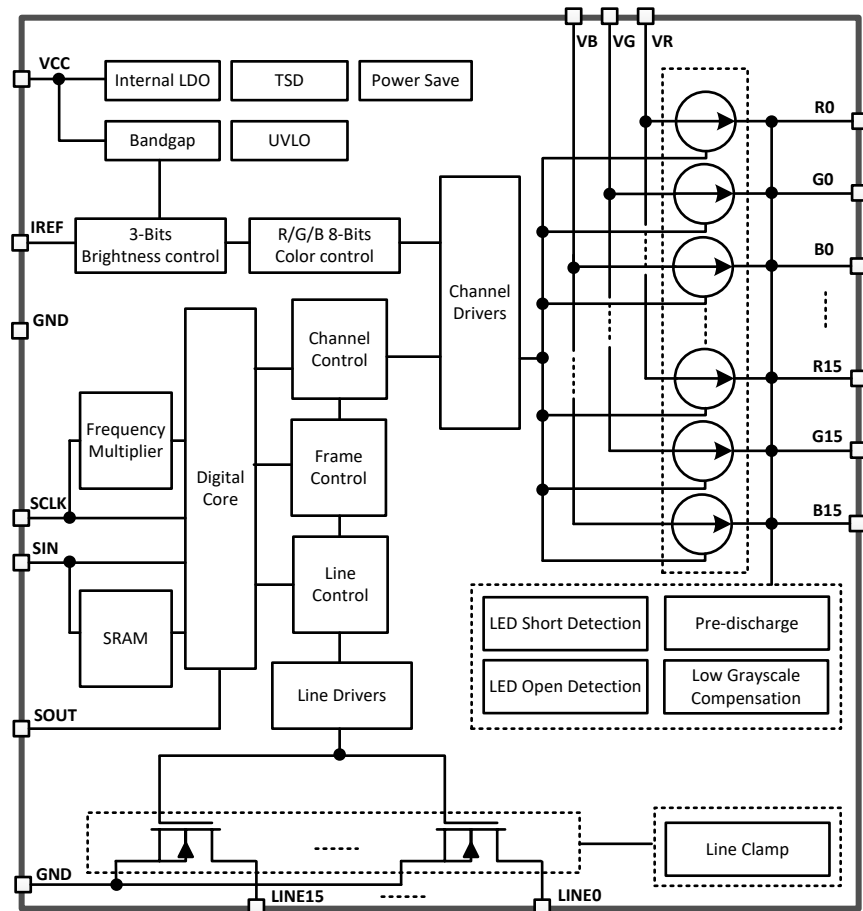 VB
VG
VR
VCC
Internal LDO
TSD
Power Save
R0
Bandgap
UVLO
G0
IREF
3-Bits
Brightness control
R/G/B 8-Bits
Color control
B0
Channel
Drivers
GND
Channel
Control
R15
Frequency
Multiplier
Digital
Core
Frame
Control
G15
SCLK
B15
SIN
Line
Control
SRAM
LED Short Detection
Pre-discharge
Line Drivers
LED Open Detection
Low Grayscale
Compensation
SOUT
Line Clamp
GND
LINE15
LINE0